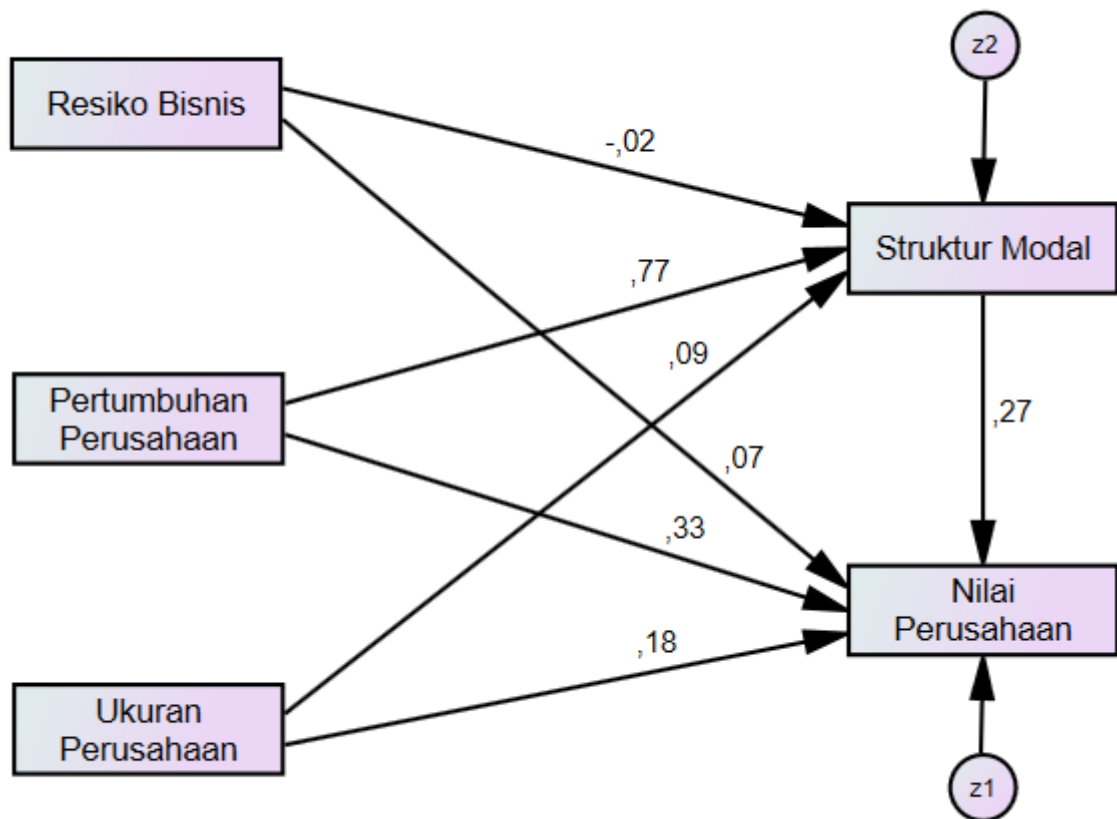 z2
Resiko Bisnis
-,02
Struktur Modal
,77
,09
Pertumbuhan
Perusahaan
,27
,07
,33
Nilai
Perusahaan
,18
Ukuran
Perusahaan
z1